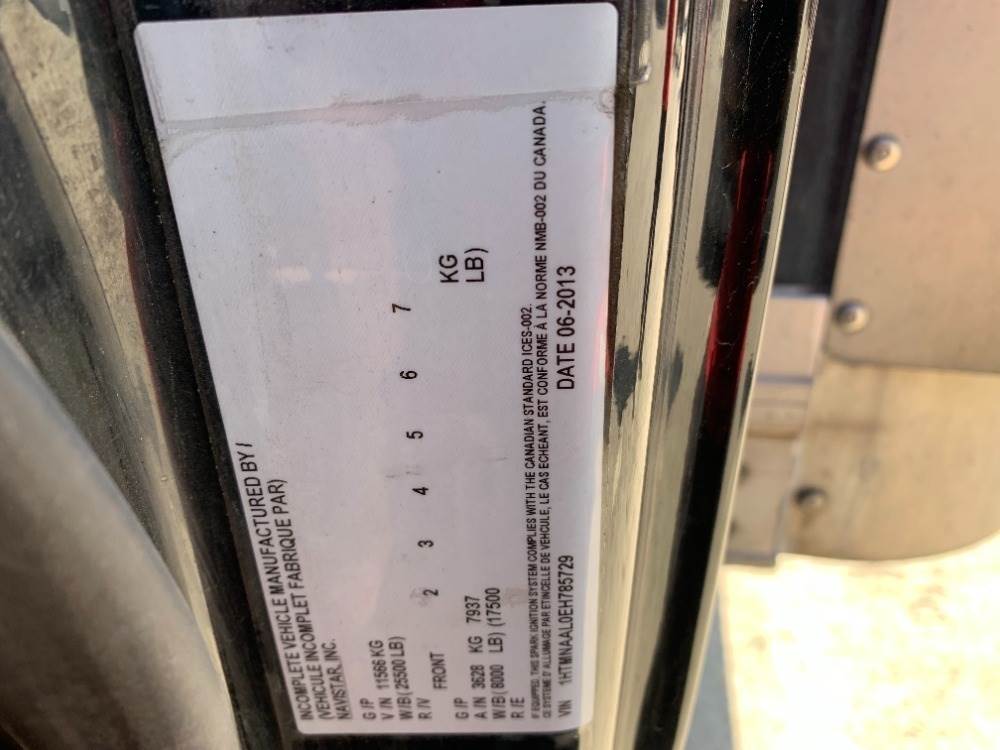 INCOMPLETE VEHICLE MANUFACTURED BY /
(VEHICULE INCOMPLET FABRIQUE PAR)
NAVISTAR, INC.
G /P
V /N 11566 KG
W/B (25500 LB)
R /V
FRONT 2 3 4 5 6 7
G /P
A /N 3628 KG 7937 KG
W/B (8000 LB) (17500 LB)
R /E
IF EQUIPPED, THIS SPARK IGNITION SYSTEM COMPLIES WITH THE CANADIAN STANDARD ICES-002.
CE SYSTEME D' ALLUMAGE PAR ETINCELLE DE VEHICULE, LE CAS ECHEANT, EST CONFORME À LA NORME NMB-002 DU CANADA.
VIN 1HTMNAAL0EH785729 DATE 06-2013